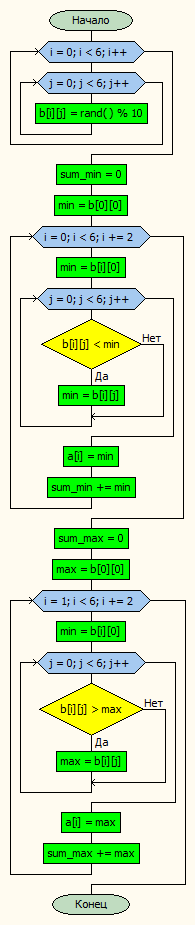 Начало
i = 0; i < 6; i++
j = 0; j < 6; j++
b[i][j] = rand() % 10
sum_min = 0
min = b[0][0]
i = 0; i < 6; i += 2
min = b[i][0]
j = 0; j < 6; j++
b[i][j] < min
Нет
Да
min = b[i][j]
a[i] = min
sum_min += min
sum_max = 0
max = b[0][0]
i = 1; i < 6; i += 2
min = b[i][0]
j = 0; j < 6; j++
b[i][j] > max
Нет
Да
max = b[i][j]
a[i] = max
sum_max += max
Конец